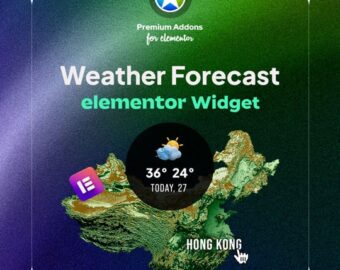 Premium Addons
for elementor
Weather Forecast
elementor Widget
36° 24°
TODAY, 27
HONG KONG